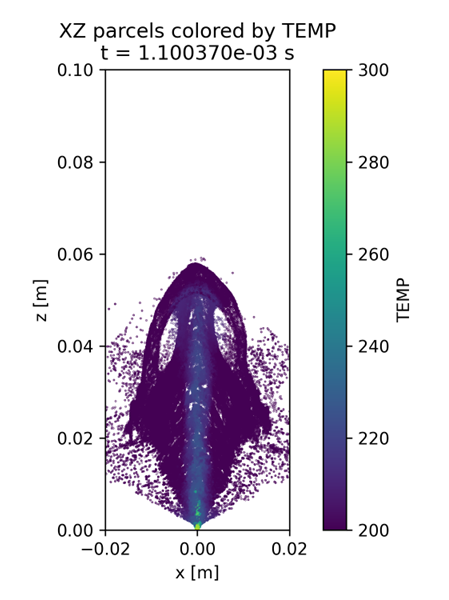 XZ parcels colored by TEMP
t = 1.100370e-03 s
0.10
0.08
0.06
0.04
0.02
0.00
z [m]
−0.02 0.00 0.02
x [m]
300
280
260
240
220
200
TEMP